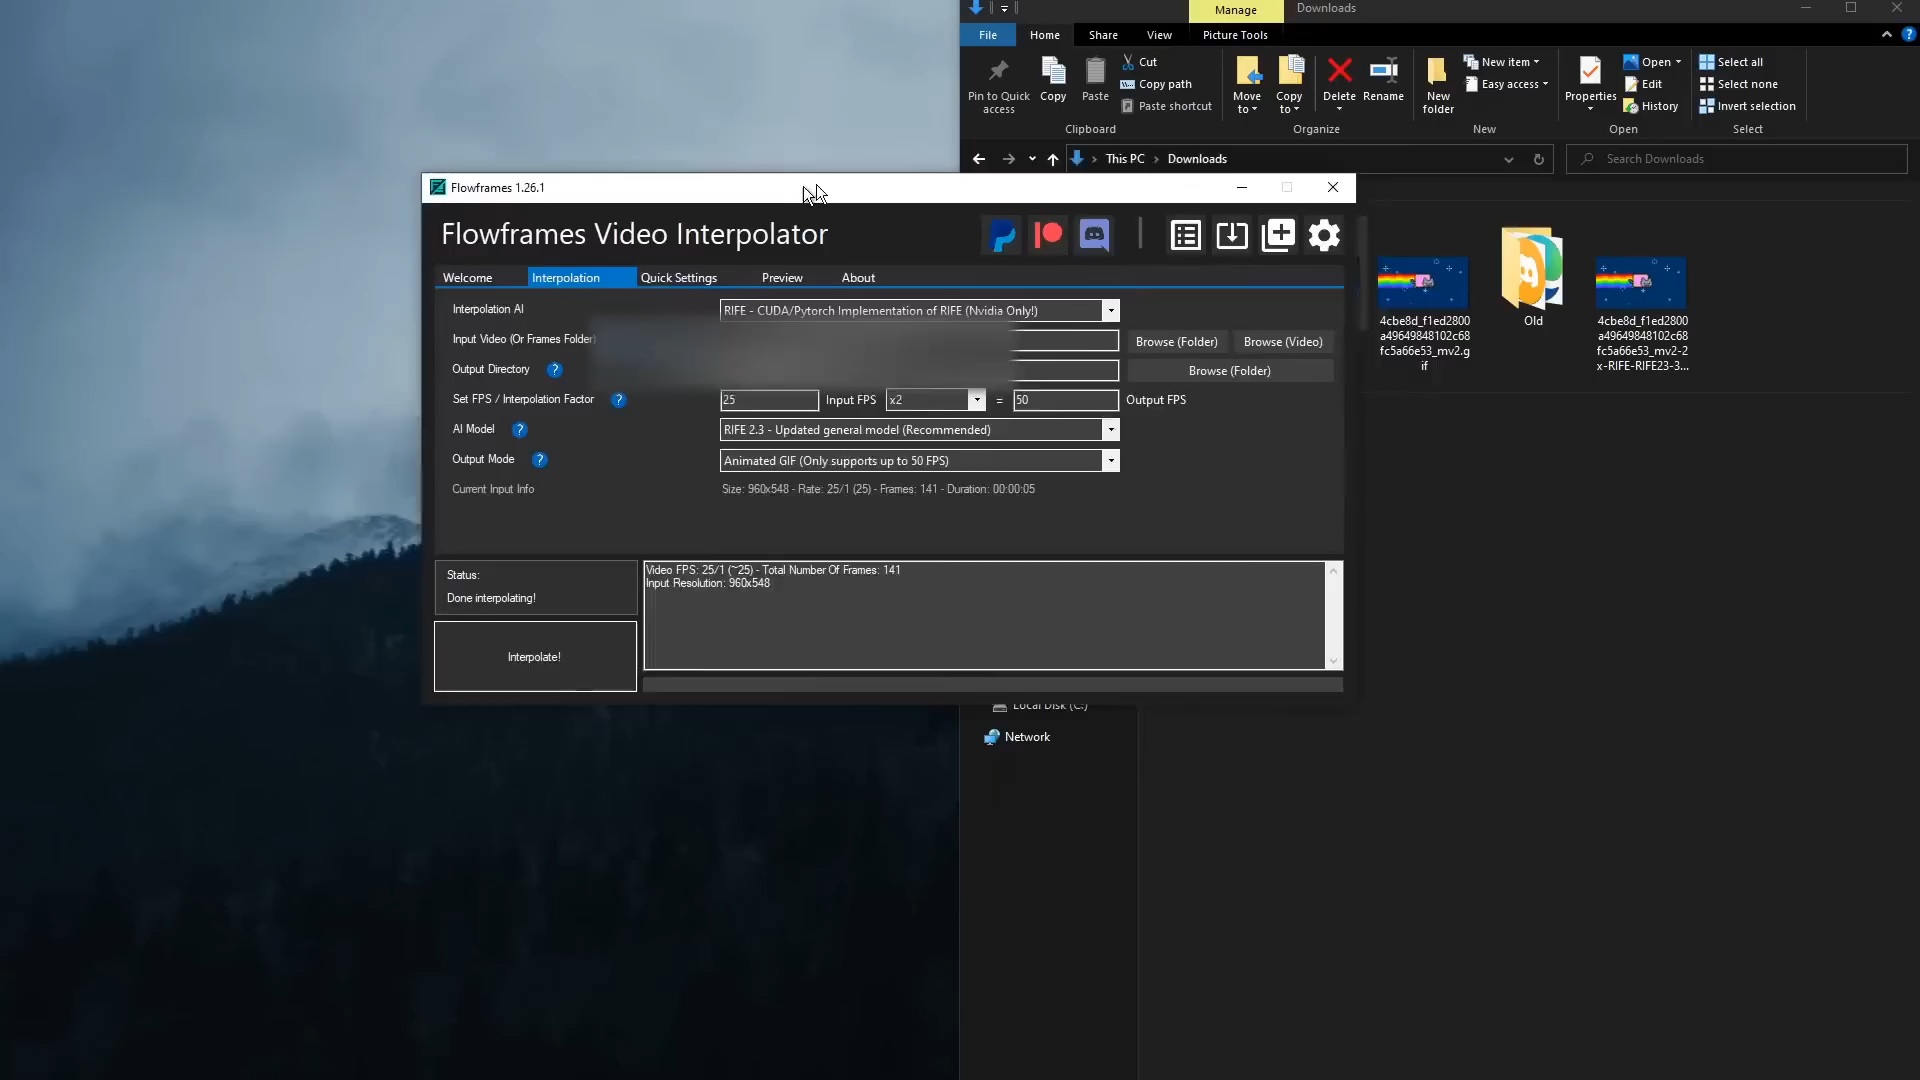 Manage
Downloads
File
Home
Share
View
Picture Tools
Pin to Quick access
Copy
Paste
Cut
Copy path
Paste shortcut
Clipboard
Move to
Copy to
Delete
Rename
Organize
New folder
New item
Easy access
New
Properties
Open
Edit
History
Open
Select all
Select none
Invert selection
Select
This PC
Downloads
Search Downloads
Flowframes 1.26.1
Flowframes Video Interpolator
Welcome
Interpolation
Quick Settings
Preview
About
Interpolation AI
RIFE - CUDA/Pytorch Implementation of RIFE (Nvidia Only!)
Input Video (Or Frames Folder)
Browse (Folder)
Browse (Video)
Output Directory
?
Browse (Folder)
Set FPS / Interpolation Factor
?
25
Input FPS
x2
=
50
Output FPS
AI Model
?
RIFE 2.3 - Updated general model (Recommended)
Output Mode
?
Animated GIF (Only supports up to 50 FPS)
Current Input Info
Size: 960x548 - Rate: 25/1 (25) - Frames: 141 - Duration: 00:00:05
Status:
Done interpolating!
Interpolate!
Video FPS: 25/1 (~25) - Total Number Of Frames: 141
Input Resolution: 960x548
4cbe8d_f1ed2800
a49649848102c68
fc5a66e53_mv2.g
if
Old
4cbe8d_f1ed2800
a49649848102c68
fc5a66e53_mv2-2
x-RIFE-RIFE23-3...
Local Disk (C:)
Network